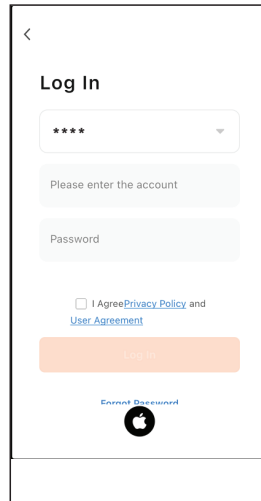 Log In
****
Please enter the account
Password
I AgreePrivacy Policy and
User Agreement
Log In
Forgot Password